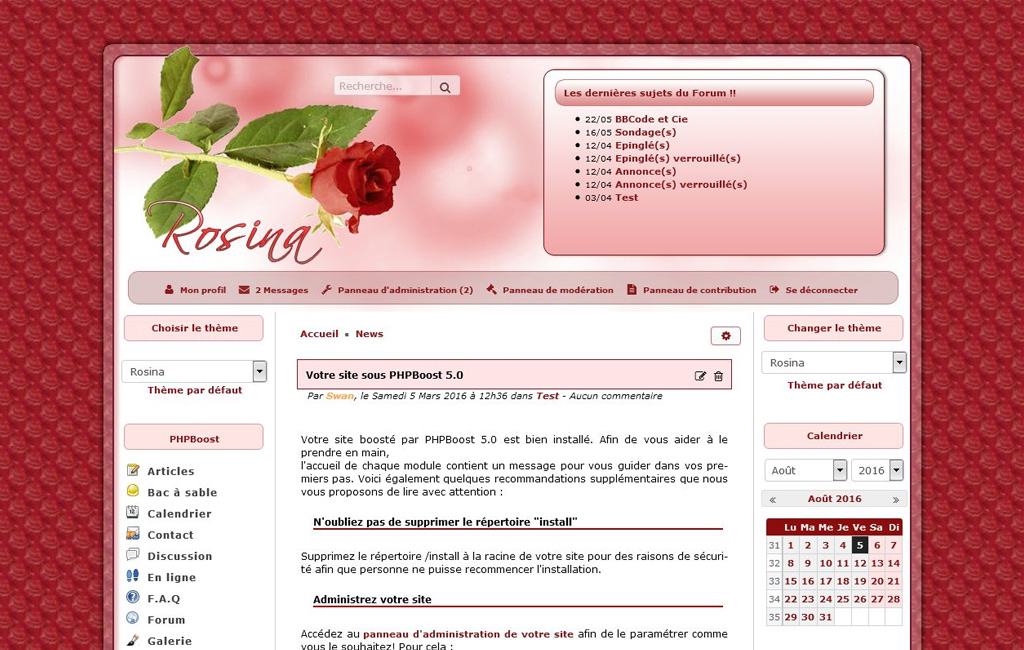 Recherche...
Les dernières sujets du Forum !!
22/05 BBCode et Cie
16/05 Sondage(s)
12/04 Epinglé(s)
12/04 Epinglé(s) verrouillé(s)
12/04 Annonce(s)
12/04 Annonce(s) verrouillé(s)
03/04 Test
Rosina
Mon profil 2 Messages Panneau d'administration (2) Panneau de modération Panneau de contribution Se déconnecter
Choisir le thème
Rosina
Thème par défaut
PHPBoost
Articles
Bac à sable
Calendrier
Contact
Discussion
En ligne
F.A.Q
Forum
Galerie
Accueil ▪ News
Votre site sous PHPBoost 5.0
Par Swan, le Samedi 5 Mars 2016 à 12h36 dans Test - Aucun commentaire
Votre site boosté par PHPBoost 5.0 est bien installé. Afin de vous aider à le
prendre en main,
l'accueil de chaque module contient un message pour vous guider dans vos pre-
miers pas. Voici également quelques recommandations supplémentaires que nous
vous proposons de lire avec attention :
N'oubliez pas de supprimer le répertoire "install"
Supprimez le répertoire /install à la racine de votre site pour des raisons de sécuri-
té afin que personne ne puisse recommencer l'installation.
Administrez votre site
Accédez au panneau d'administration de votre site afin de le paramétrer comme
vous le souhaitez! Pour cela :
Changer le thème
Rosina
Thème par défaut
Calendrier
Août 2016
« Août 2016 »
Lu Ma Me Je Ve Sa Di
31 1 2 3 4 5 6 7
32 8 9 10 11 12 13 14
33 15 16 17 18 19 20 21
34 22 23 24 25 26 27 28
35 29 30 31